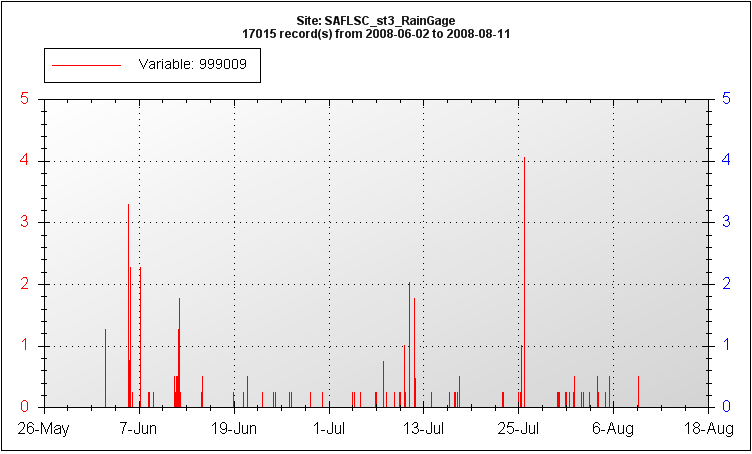 Site: SAFLSC_st3_RainGage
17015 record(s) from 2008-06-02 to 2008-08-11
Variable: 999009
5 5
4 4
3 3
2 2
1 1
0 0
26-May 7-Jun 19-Jun 1-Jul 13-Jul 25-Jul 6-Aug 18-Aug